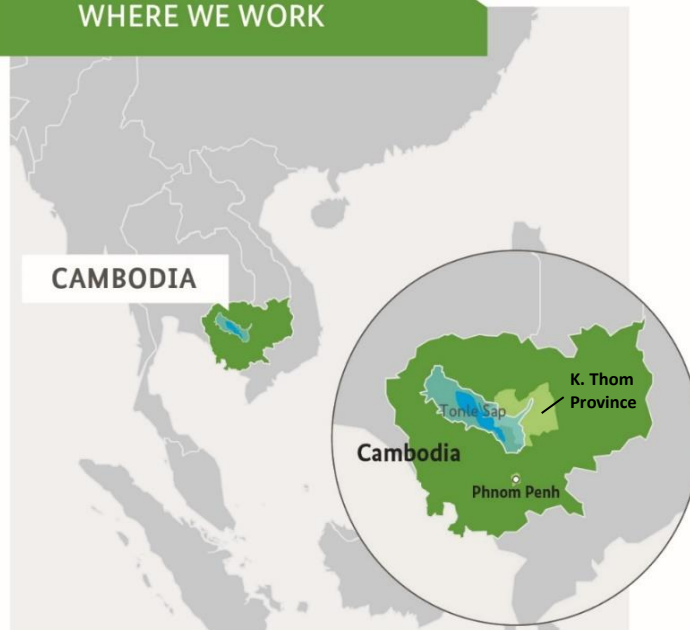 WHERE WE WORK
CAMBODIA
K. Thom
Province
Tonle Sap
Cambodia
Phnom Penh